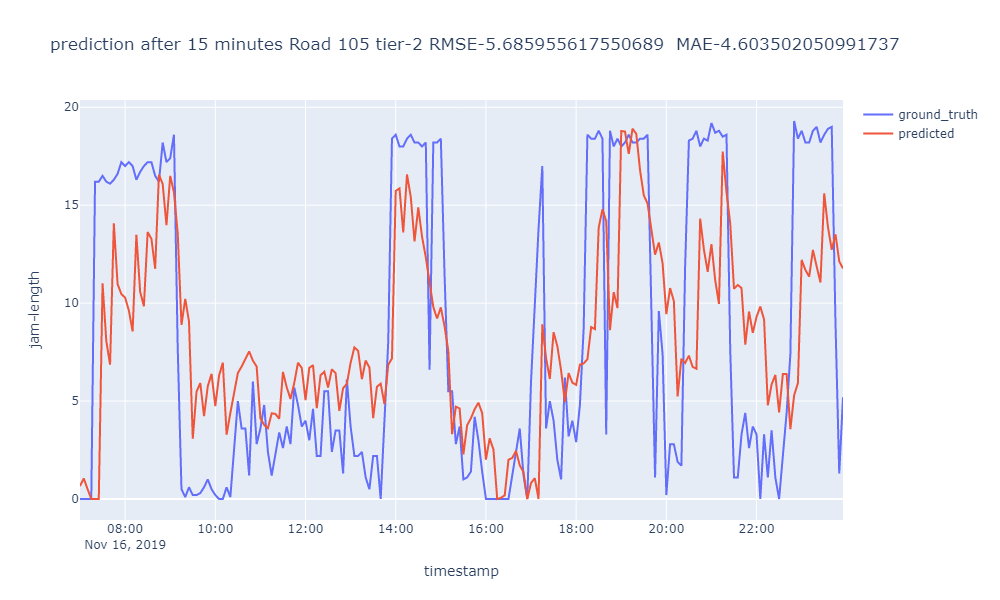 prediction after 15 minutes Road 105 tier-2 RMSE-5.685955617550689  MAE-4.603502050991737
ground_truth
predicted
20
15
10
5
0
jam-length
08:00 10:00 12:00 14:00 16:00 18:00 20:00 22:00
Nov 16, 2019
timestamp